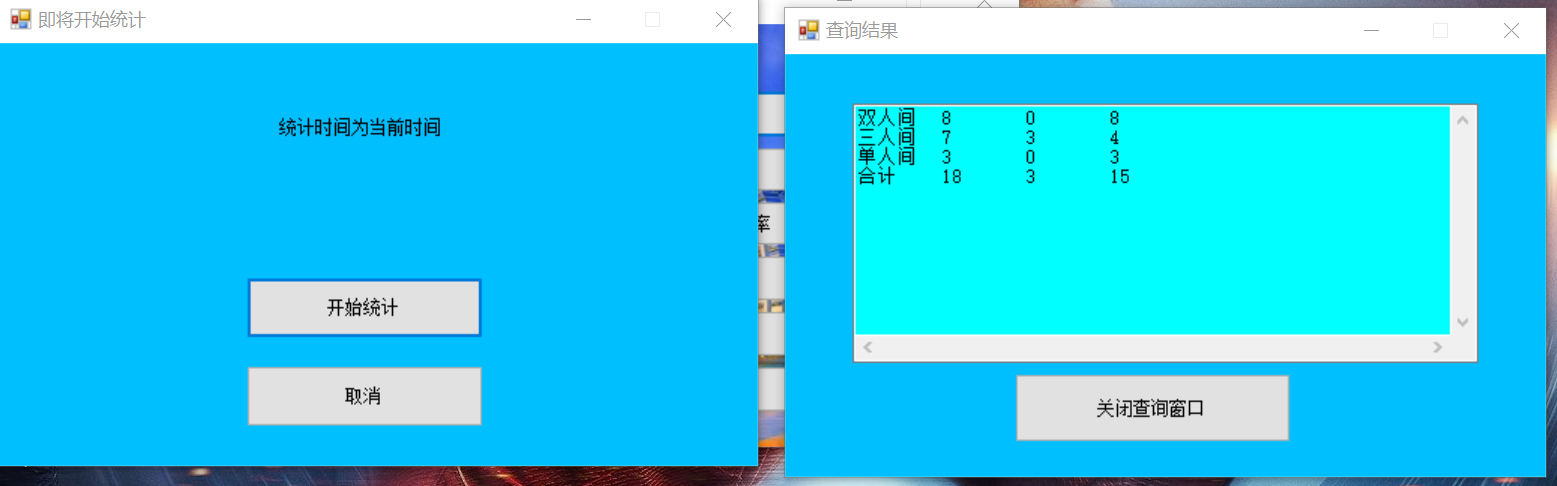 即将开始统计
统计时间为当前时间
开始统计
取消
率
查询结果
双人间 8 0 8
三人间 7 3 4
单人间 3 0 3
合计 18 3 15
关闭查询窗口